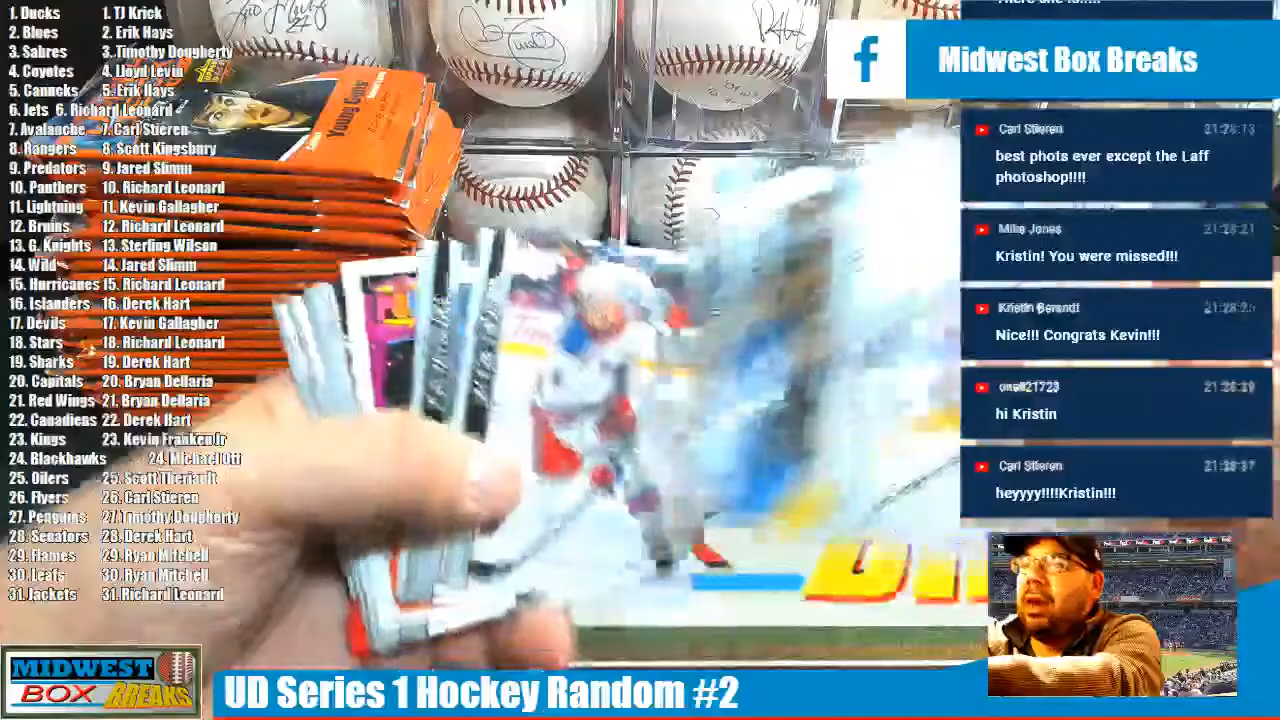 1. Ducks 1. TJ Krick
2. Blues 2. Erik Hays
3. Sabres 3. Timothy Dougherty
4. Coyotes 4. Lloyd Levin
5. Canucks 5. Erik Hays
6. Jets 6. Richard Leonard
7. Avalanche 7. Carl Stieren
8. Rangers 8. Scott Kingsbury
9. Predators 9. Jared Slimm
10. Panthers 10. Richard Leonard
11. Lightning 11. Kevin Gallagher
12. Bruins 12. Richard Leonard
13. G. Knights 13. Sterling Wilson
14. Wild 14. Jared Slimm
15. Hurricanes 15. Richard Leonard
16. Islanders 16. Derek Hart
17. Devils 17. Kevin Gallagher
18. Stars 18. Richard Leonard
19. Sharks 19. Derek Hart
20. Capitals 20. Bryan Dellaria
21. Red Wings 21. Bryan Dellaria
22. Canadiens 22. Derek Hart
23. Kings 23. Kevin Franken Jr
24. Blackhawks 24. Michael Ott
25. Oilers 25. Scott Theriault
26. Flyers 26. Carl Stieren
27. Penguins 27. Timothy Dougherty
28. Senators 28. Derek Hart
29. Flames 29. Ryan Mitchell
30. Leafs 30. Ryan Mitchell
31. Jackets 31. Richard Leonard
Young Guns
f Midwest Box Breaks
Carl Stieren
best phots ever except the Laff
photoshop!!!!
Mike Jones
Kristin! You were missed!!!
Kristin Berendt
Nice!!! Congrats Kevin!!!
hi Kristin
Carl Stieren
heyyyy!!!!Kristin!!!
MIDWEST
BOX BREAKS
UD Series 1 Hockey Random #2